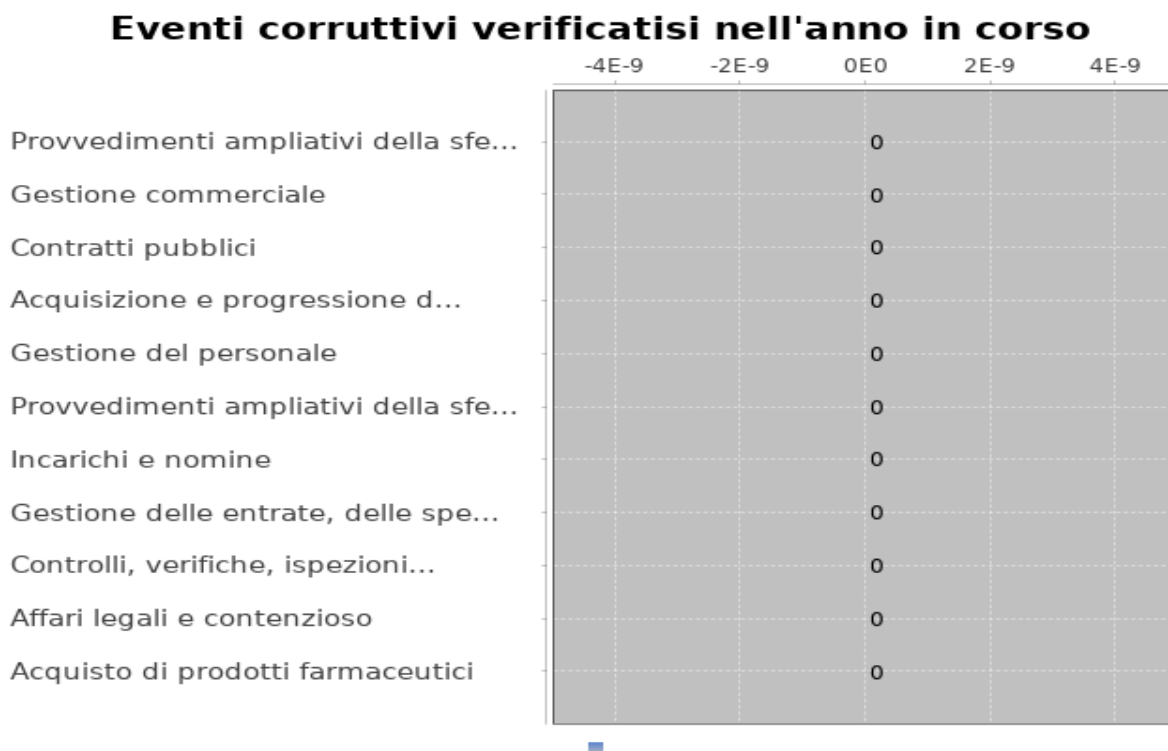 Eventi corruttivi verificatisi nell'anno in corso
-4E-9 -2E-9 0E0 2E-9 4E-9
Provvedimenti ampliativi della sfe... 0
Gestione commerciale 0
Contratti pubblici 0
Acquisizione e progressione d... 0
Gestione del personale 0
Provvedimenti ampliativi della sfe... 0
Incarichi e nomine 0
Gestione delle entrate, delle spe... 0
Controlli, verifiche, ispezioni... 0
Affari legali e contenzioso 0
Acquisto di prodotti farmaceutici 0